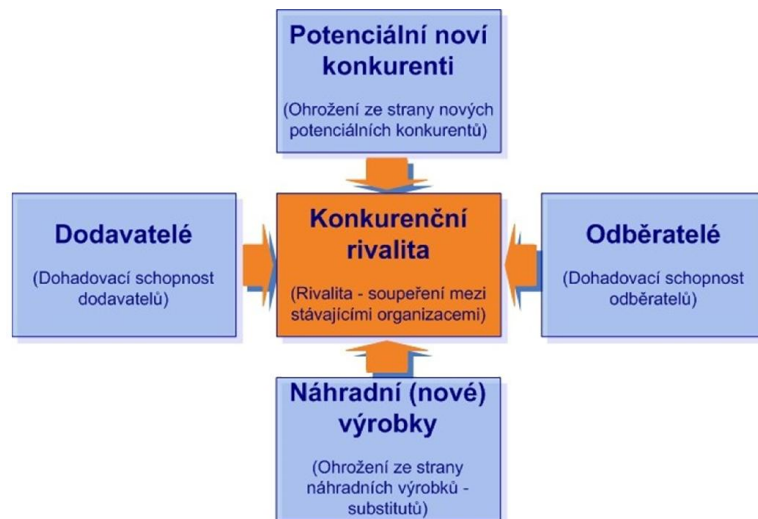 Potenciální noví
konkurenti
(Ohrožení ze strany nových
potenciálních konkurentů)
Dodavatelé
(Dohadovací schopnost
dodavatelů)
Konkurenční
rivalita
(Rivalita - soupeření mezi
stávajícími organizacemi)
Odběratelé
(Dohadovací schopnost
odběratelů)
Náhradní (nové)
výrobky
(Ohrožení ze strany
náhradních výrobků -
substitutů)